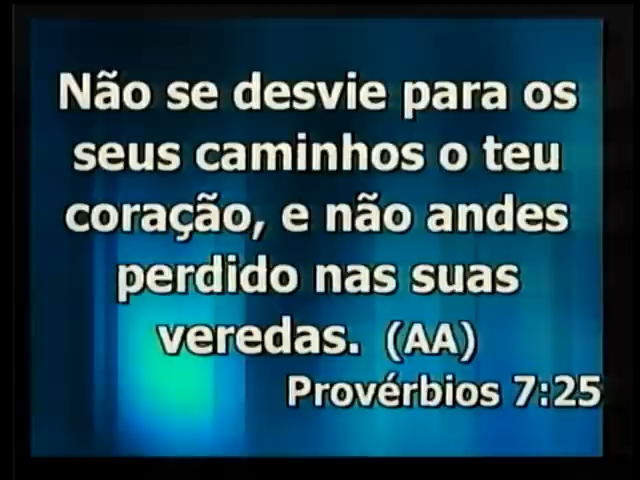 Não se desvie para os
seus caminhos o teu
coração, e não andes
perdido nas suas
veredas. (AA)
Provérbios 7:25